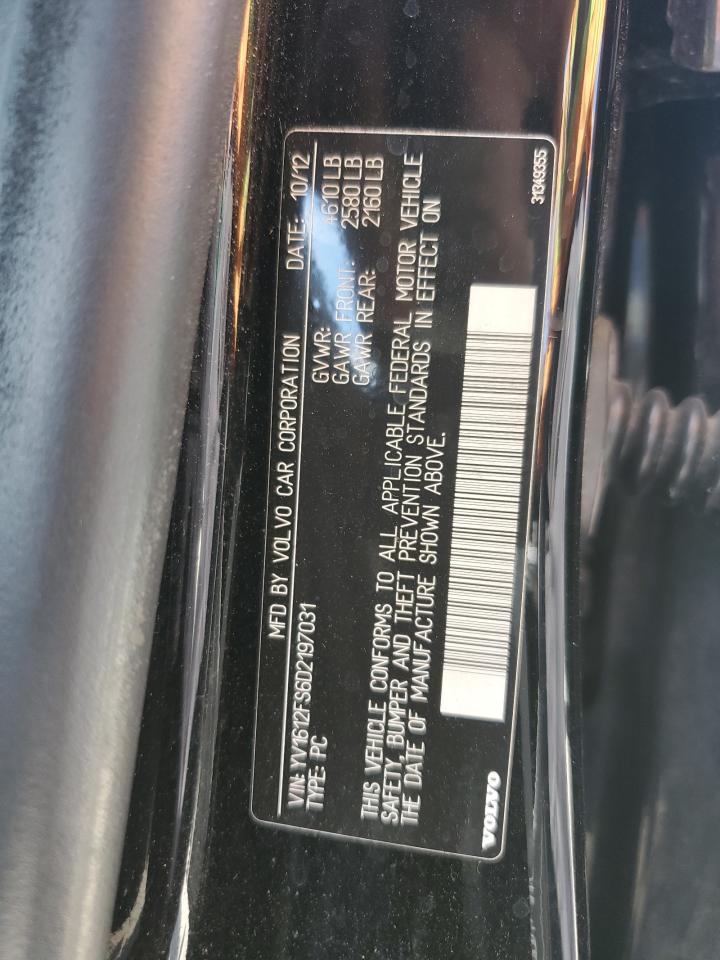 MFD BY VOLVO CAR CORPORATION DATE: 10/12
VIN: YV1612FS6D2197031 GVWR: 4610 LB
TYPE: PC GAWR FRONT: 2580 LB
GAWR REAR: 2160 LB
THIS VEHICLE CONFORMS TO ALL APPLICABLE FEDERAL MOTOR VEHICLE
SAFETY, BUMPER AND THEFT PREVENTION STANDARDS IN EFFECT ON
THE DATE OF MANUFACTURE SHOWN ABOVE.
VOLVO
31349355